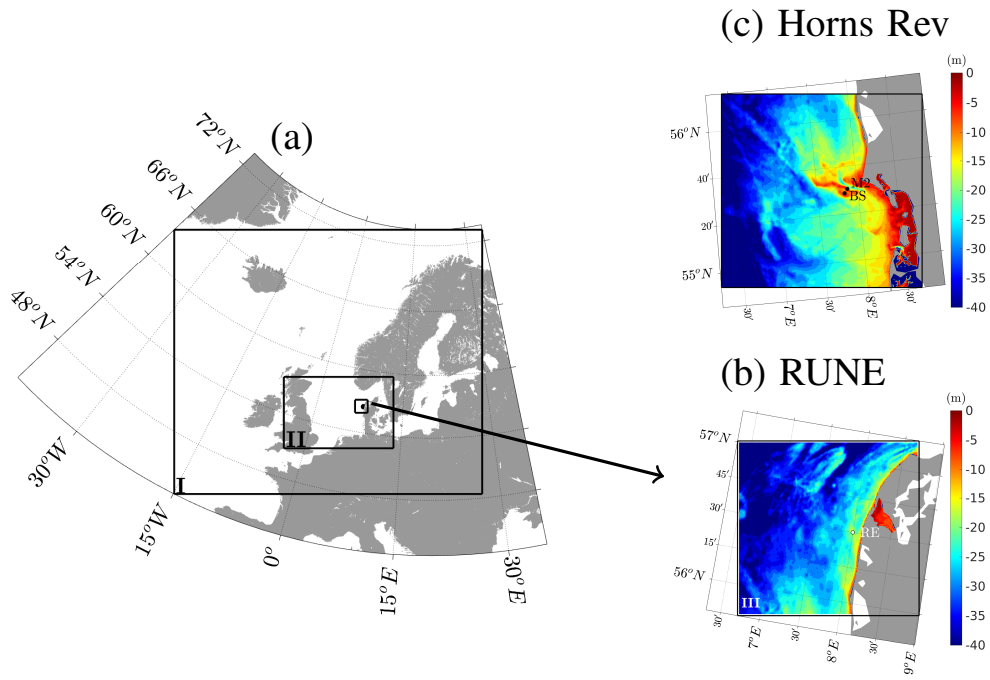 (a)
72°N
66°N
60°N
54°N
48°N
30°W
15°W
0°
15°E
30°E
I
II
(c) Horns Rev
(m)
0
-5
-10
-15
-20
-25
-30
-35
-40
56°N
40′
20′
55°N
30′
7°E
30′
8°E
30′
M2
BS
(b) RUNE
(m)
0
-5
-10
-15
-20
-25
-30
-35
-40
57°N
45′
30′
15′
56°N
30′
7°E
30′
8°E
30′
9°E
RE
III